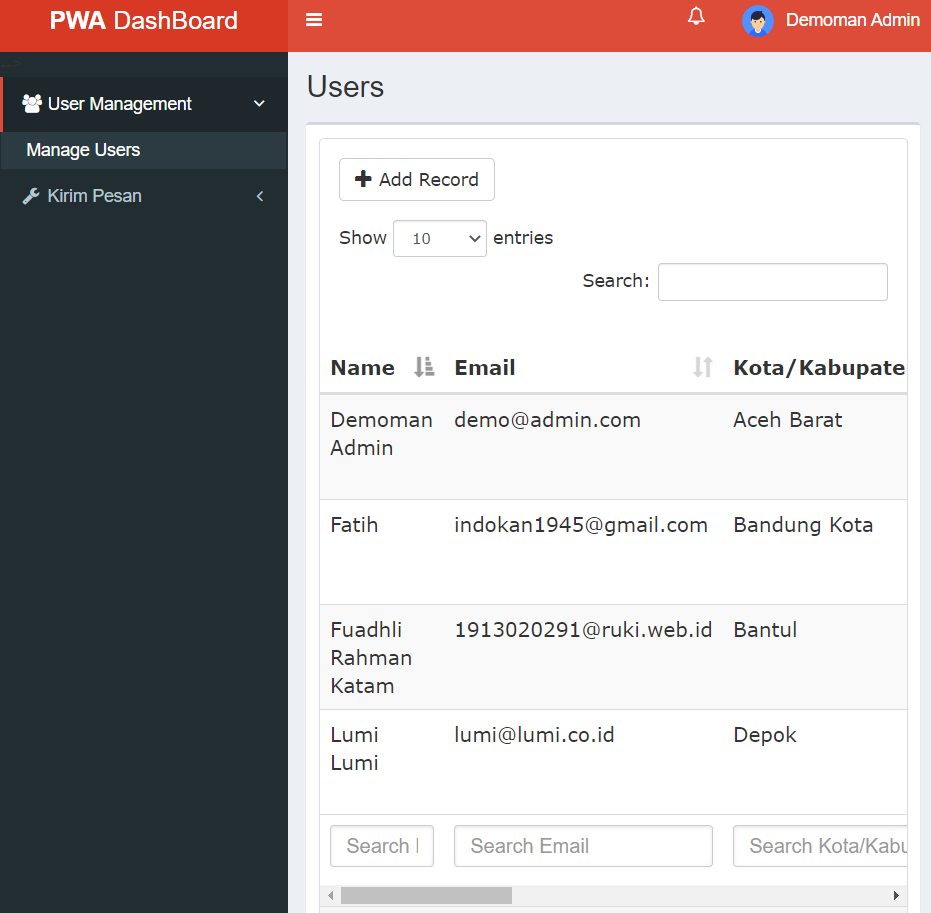 PWA DashBoard
Demoman Admin
-->
User Management
Manage Users
Kirim Pesan
Users
Add Record
Show 10 entries
Search:
Name Email Kota/Kabupate
Demoman Admin demo@admin.com Aceh Barat
Fatih indokan1945@gmail.com Bandung Kota
Fuadhli Rahman Katam 1913020291@ruki.web.id Bantul
Lumi Lumi lumi@lumi.co.id Depok
Search Search Email Search Kota/Kabu